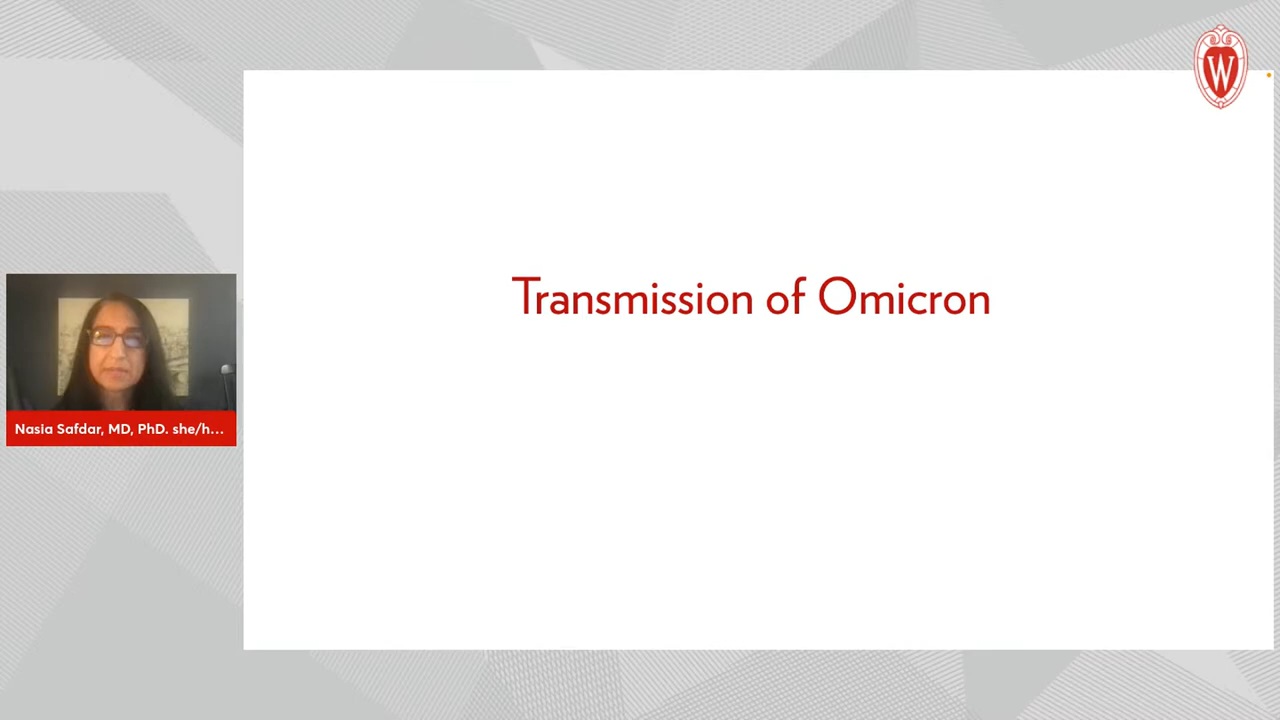 W
Transmission of Omicron
Nasia Safdar, MD, PhD. she/h...